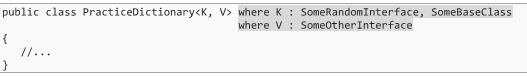 public class PracticeDictionary<K, V> where K : SomeRandomInterface, SomeBaseClass
where V : SomeOtherInterface
{
//...
}